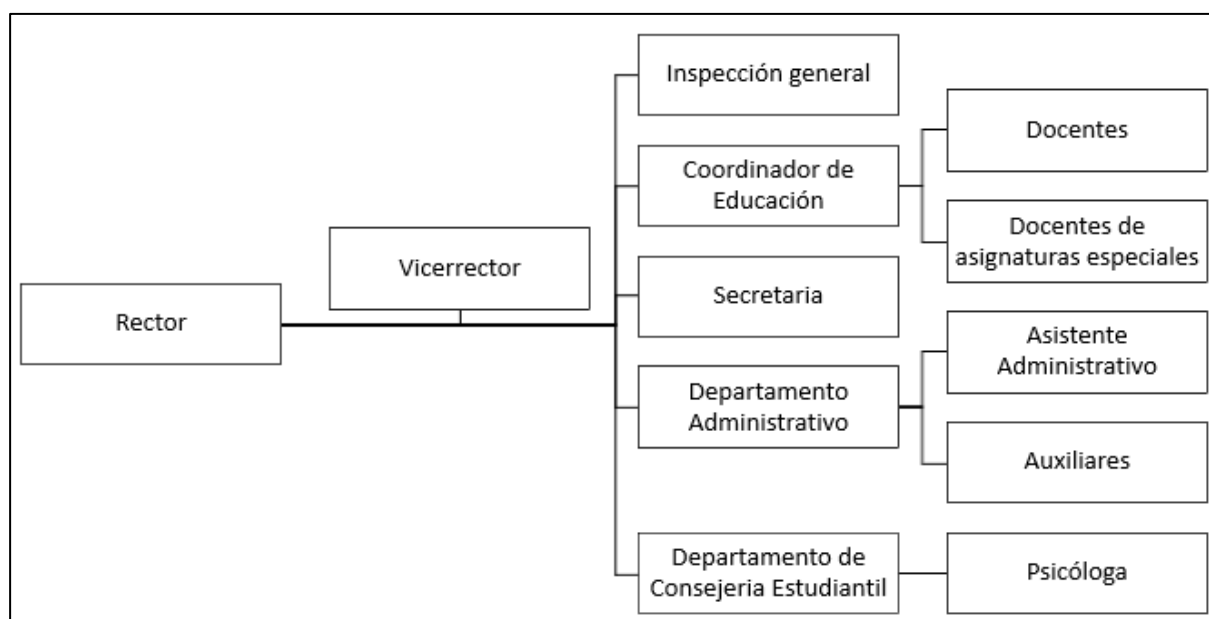 Rector
Vicerrector
Inspección general
Coordinador de
Educación
Docentes
Docentes de
asignaturas especiales
Secretaria
Departamento
Administrativo
Asistente
Administrativo
Auxiliares
Departamento de
Consejeria Estudiantil
Psicóloga